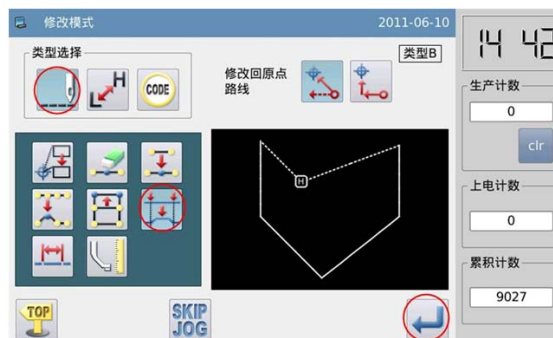 修改模式
2011-06-10
14 42
类型选择
H
L
CODE
修改回原点
路线
类型B
生产计数
0
clr
上电计数
0
累积计数
9027
H
TOP
SKIP
JOG